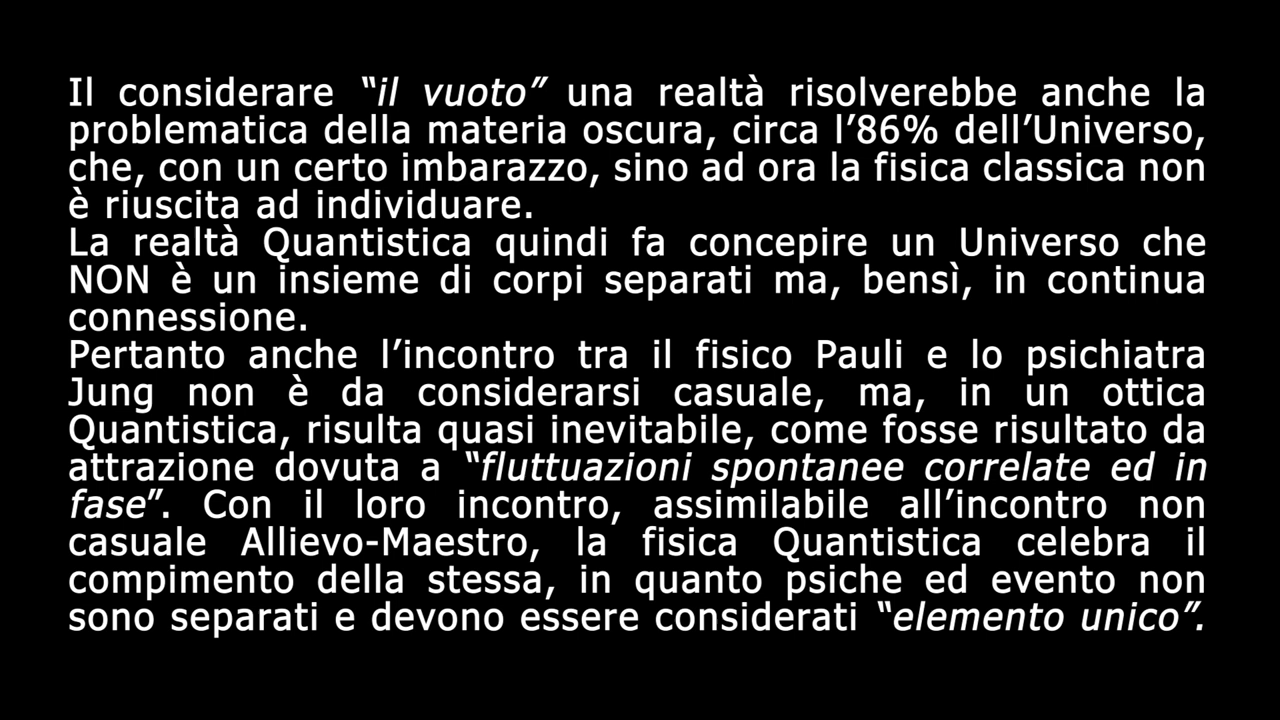 Il considerare “il vuoto” una realtà risolverebbe anche la
problematica della materia oscura, circa l’86% dell’Universo,
che, con un certo imbarazzo, sino ad ora la fisica classica non
è riuscita ad individuare.
La realtà Quantistica quindi fa concepire un Universo che
NON è un insieme di corpi separati ma, bensì, in continua
connessione.
Pertanto anche l’incontro tra il fisico Pauli e lo psichiatra
Jung non è da considerarsi casuale, ma, in un ottica
Quantistica, risulta quasi inevitabile, come fosse risultato da
attrazione dovuta a “fluttuazioni spontanee correlate ed in
fase”. Con il loro incontro, assimilabile all’incontro non
casuale Allievo-Maestro, la fisica Quantistica celebra il
compimento della stessa, in quanto psiche ed evento non
sono separati e devono essere considerati “elemento unico”.